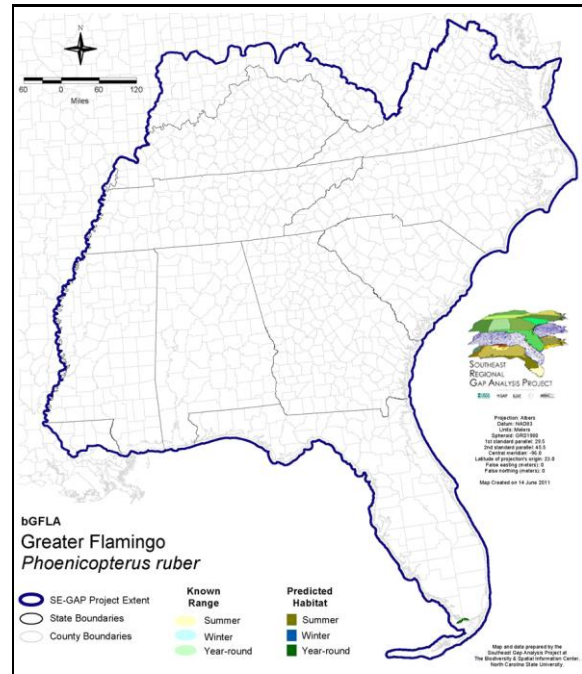 N
60 30 0 60 120
Miles
SOUTHEAST
REGIONAL
GAP ANALYSIS PROJECT
Projection: Albers
Datum: NAD83
Units: Meters
Spheroid: GRS1980
1st standard parallel: 29.5
2nd standard parallel: 45.5
Central meridian: -96.0
Latitude of projection's origin: 23.0
False easting (meters): 0
False northing (meters): 0
Map Created on 14 June 2011
bGFLA
Greater Flamingo
Phoenicopterus ruber
SE-GAP Project Extent
State Boundaries
County Boundaries
Known
Range
Summer
Winter
Year-round
Predicted
Habitat
Summer
Winter
Year-round
Map and data prepared by the
Southeast Gap Analysis Project at
The Biodiversity & Spatial Information Center,
North Carolina State University.